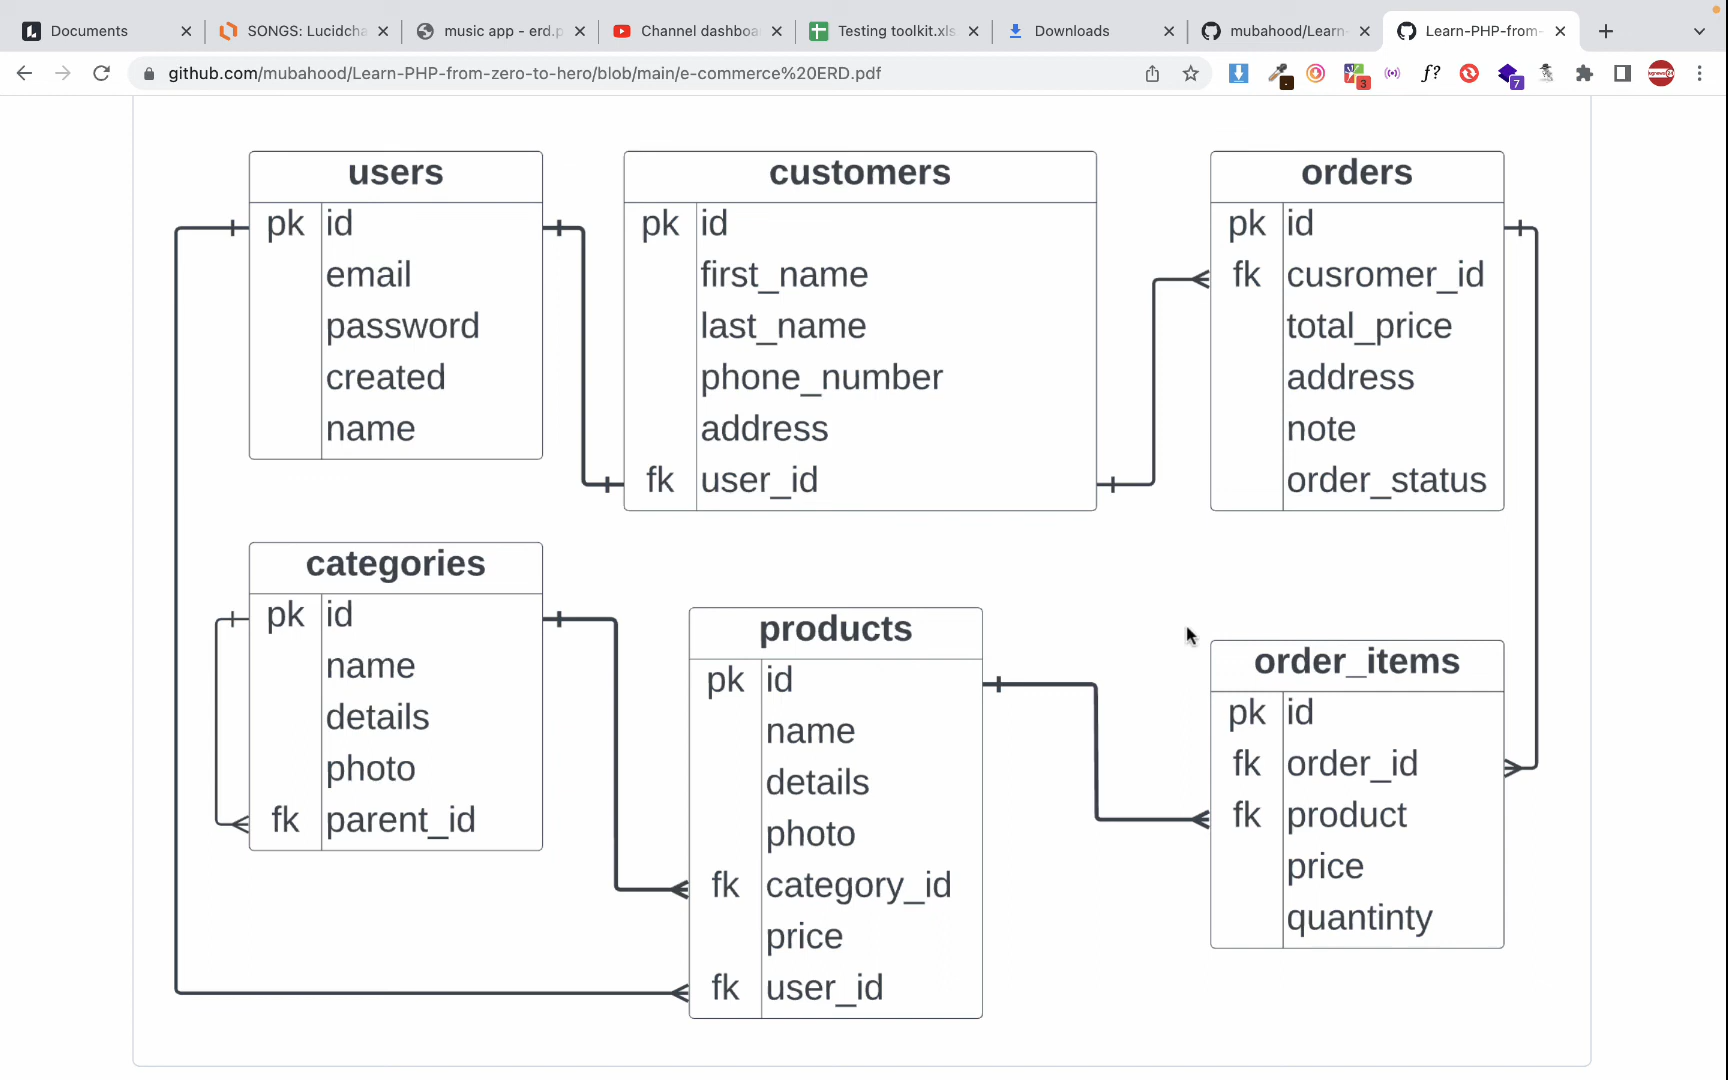 Documents
SONGS: Lucidcha
music app - erd.p
Channel dashboa
Testing toolkit.xls
Downloads
mubahood/Learn-
Learn-PHP-from-
github.com/mubahood/Learn-PHP-from-zero-to-hero/blob/main/e-commerce%20ERD.pdf
3
f?
7
users
pk id
email
password
created
name
customers
pk id
first_name
last_name
phone_number
address
fk user_id
orders
pk id
fk cusromer_id
total_price
address
note
order_status
categories
pk id
name
details
photo
fk parent_id
products
pk id
name
details
photo
fk category_id
price
fk user_id
order_items
pk id
fk order_id
fk product
price
quantinty